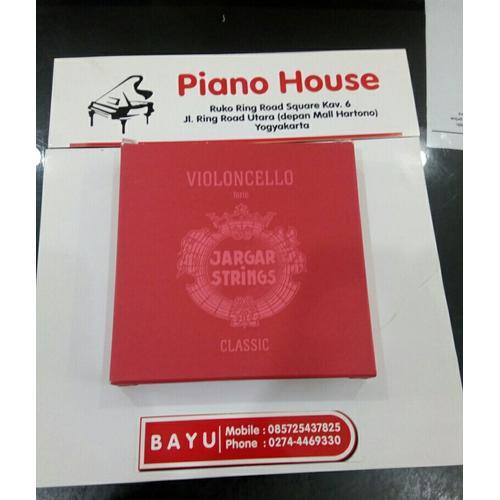 Piano House
Ruko Ring Road Square Kav. 6
Jl. Ring Road Utara (depan Mall Hartono)
Yogyakarta
VIOLONCELLO
forte
JARGAR
STRINGS
CLASSIC
BAYU
Mobile : 085725437825
Phone : 0274-4469330